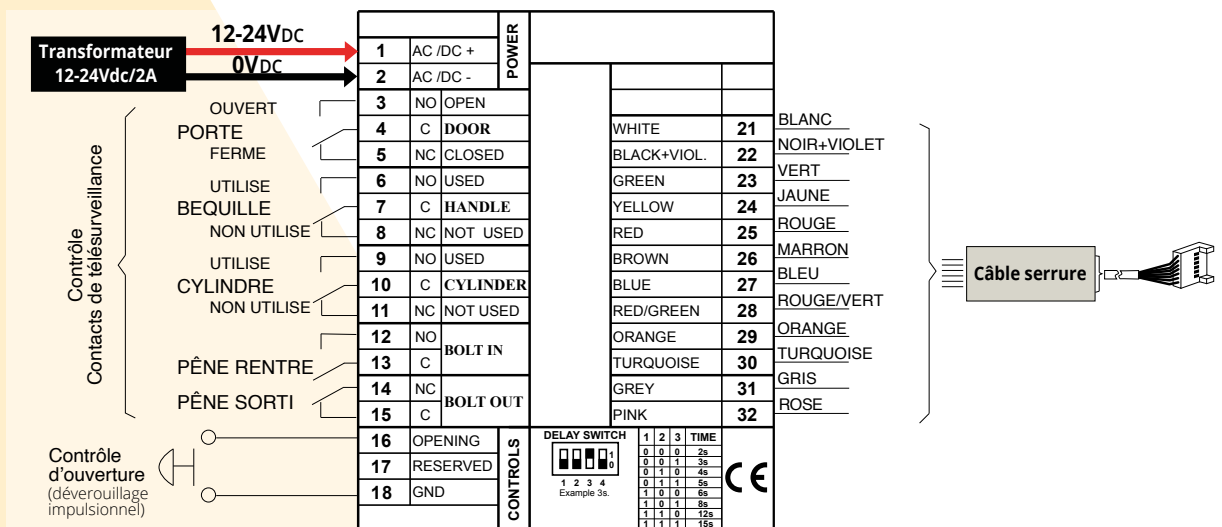 Transformateur
12-24Vdc/2A
12-24VDC
0VDC
POWER
1 AC /DC +
2 AC /DC -
3 NO OPEN
4 C DOOR
5 NC CLOSED
6 NO USED
7 C HANDLE
8 NC NOT USED
9 NO USED
10 C CYLINDER
11 NC NOT USED
12 NO
BOLT IN
13 C
14 NC
BOLT OUT
15 C
16 OPENING
17 RESERVED
18 GND
CONTROLS
Contrôle
Contacts de télésurveillance
OUVERT
PORTE
FERME
UTILISE
BEQUILLE
NON UTILISE
UTILISE
CYLINDRE
NON UTILISE
PÊNE RENTRE
PÊNE SORTI
Contrôle
d'ouverture
(déverouillage
impulsionnel)
WHITE 21 BLANC
BLACK+VIOL. 22 NOIR+VIOLET
GREEN 23 VERT
YELLOW 24 JAUNE
RED 25 ROUGE
BROWN 26 MARRON
BLUE 27 BLEU
RED/GREEN 28 ROUGE/VERT
ORANGE 29 ORANGE
TURQUOISE 30 TURQUOISE
GREY 31 GRIS
PINK 32 ROSE
Câble serrure
DELAY SWITCH
1
0
1 2 3 4
Example 3s.
1 2 3 TIME
0 0 0 2s
0 0 1 3s
0 1 0 4s
0 1 1 5s
1 0 0 6s
1 0 1 8s
1 1 0 12s
1 1 1 15s
CE